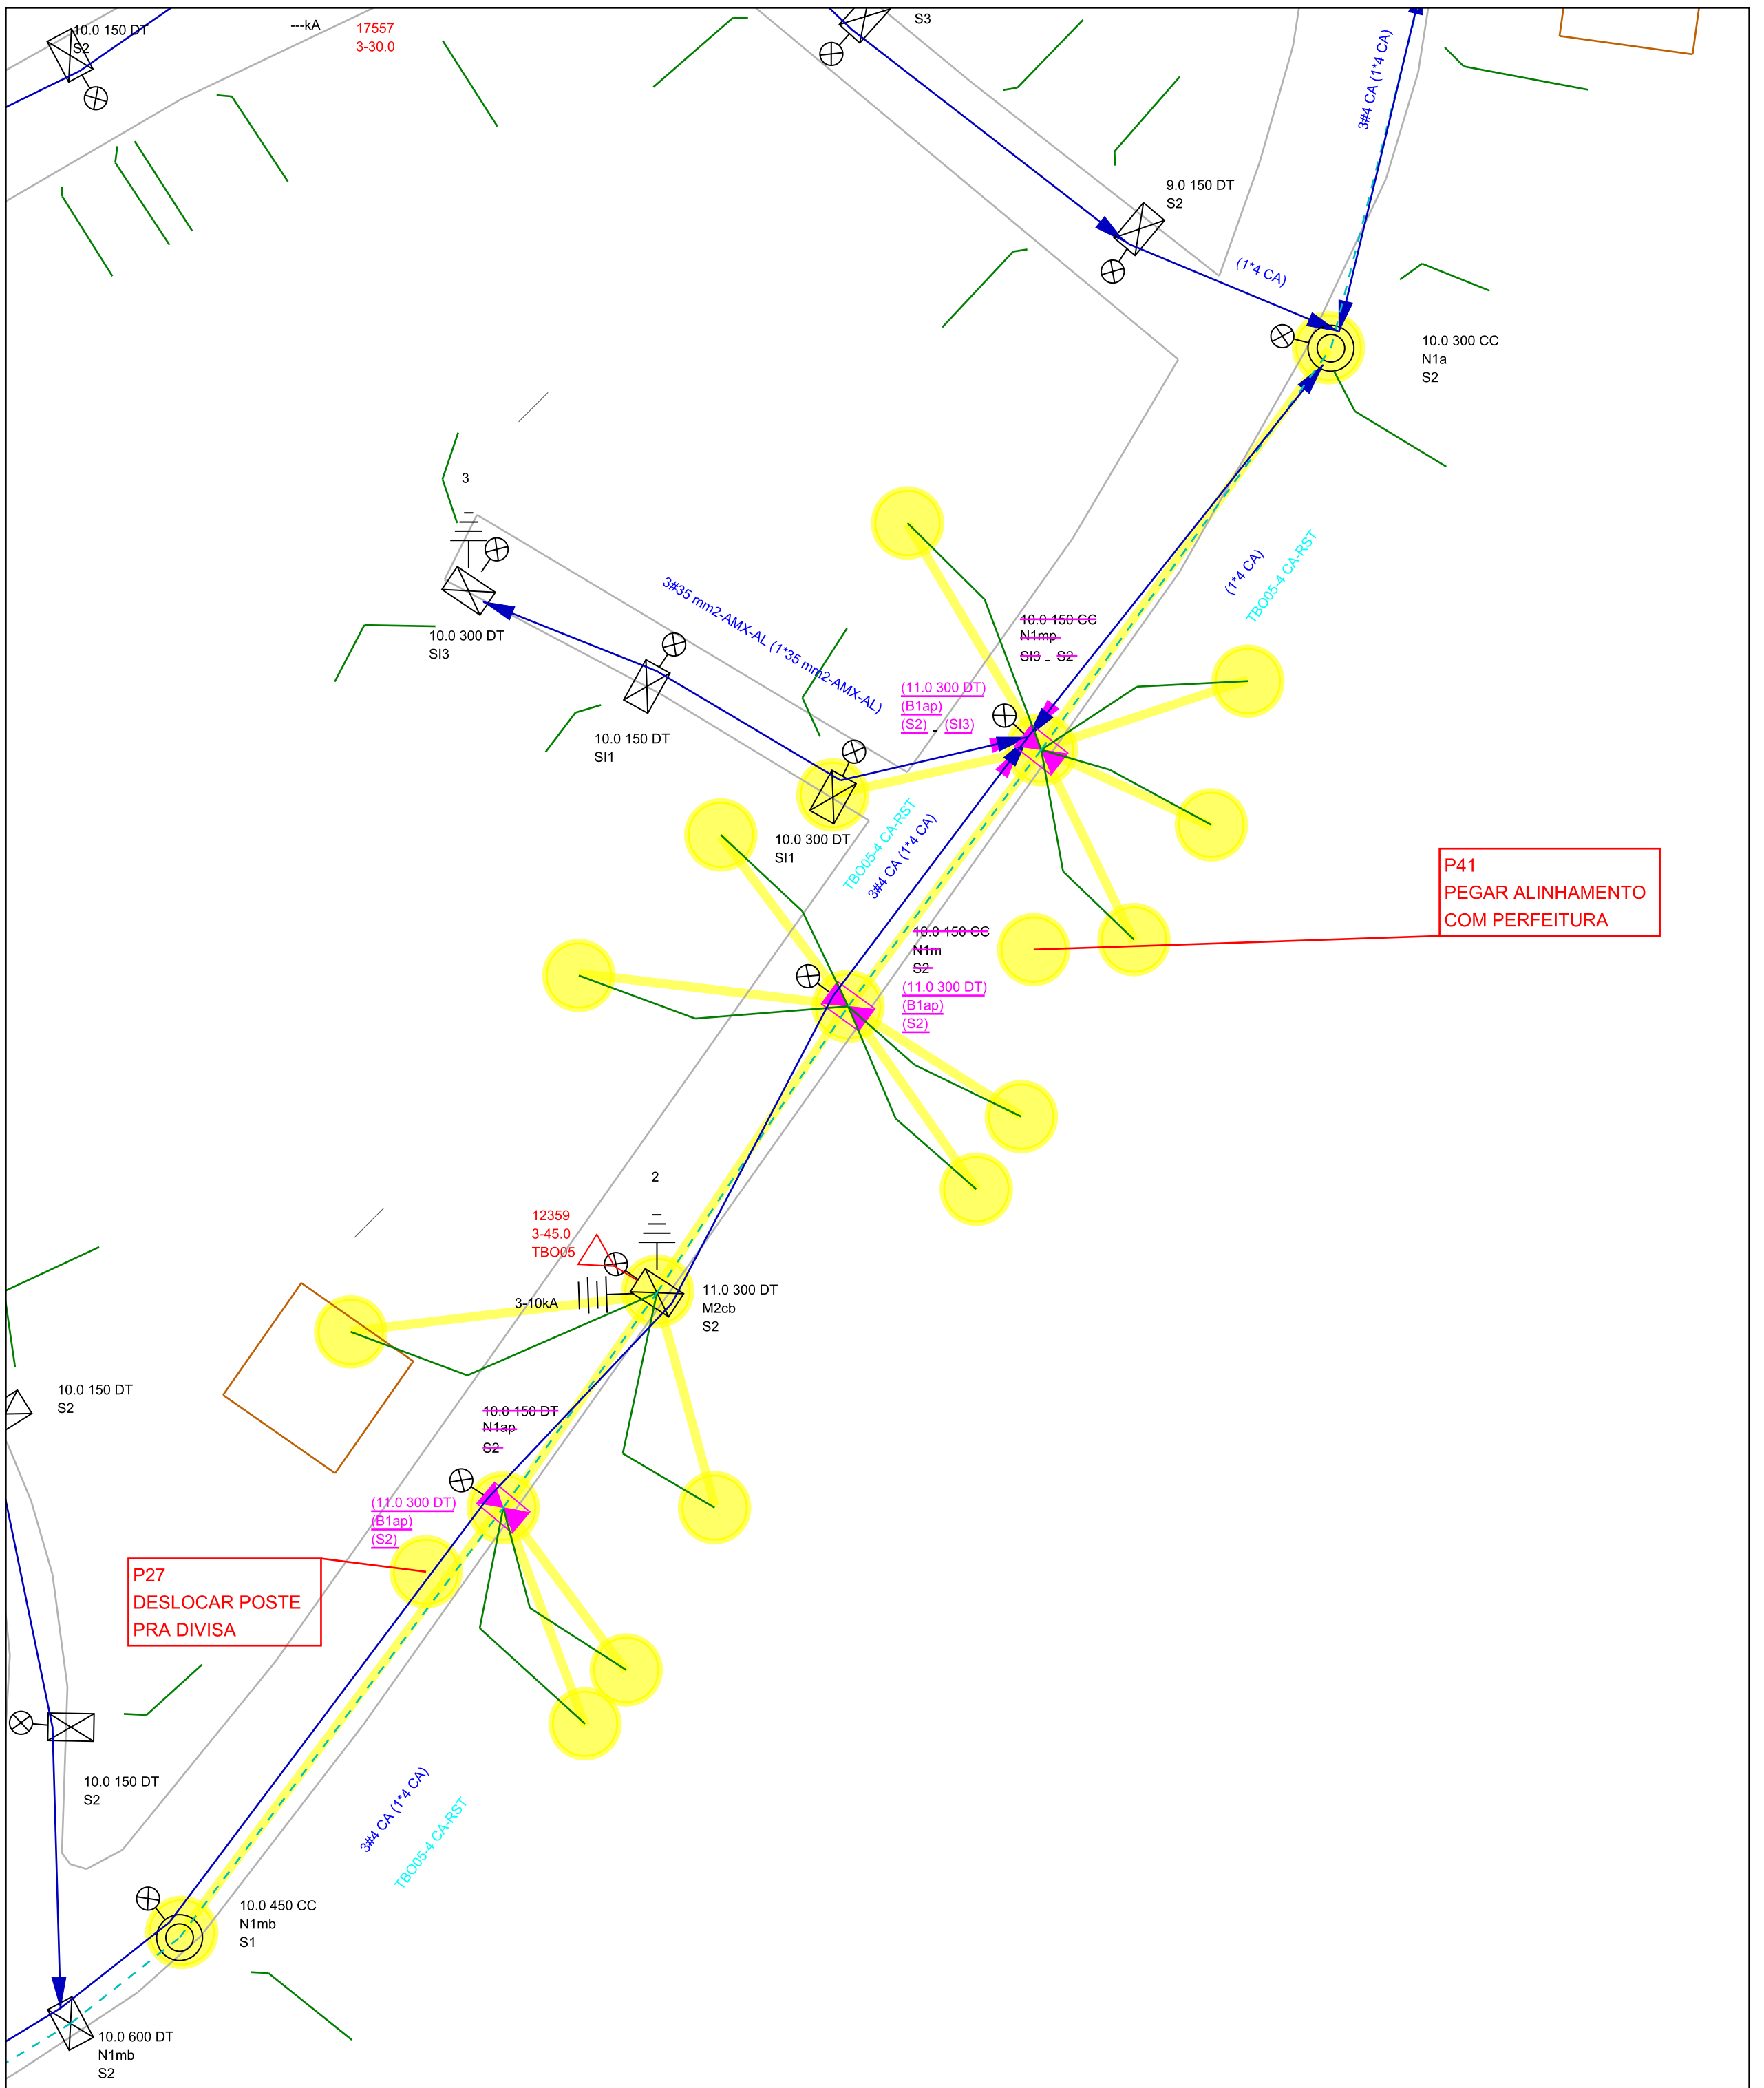 10.0 150 DT
S2
---kA
17557
3-30.0
S3
3#4 CA (1*4 CA)
9.0 150 DT
S2
(1*4 CA)
10.0 300 CC
N1a
S2
3
3#35 mm2-AMX-AL (1*35 mm2-AMX-AL)
(1*4 CA)
TBO05-4 CA-RST
10.0 300 DT
SI3
10.0 150 CC
N1mp
SI3 - S2
(11.0 300 DT)
(B1ap)
(S2) - (SI3)
10.0 150 DT
SI1
10.0 300 DT
SI1
TBO05-4 CA-RST
3#4 CA (1*4 CA)
P41
PEGAR ALINHAMENTO
COM PERFEITURA
10.0 150 CC
N1m
S2
(11.0 300 DT)
(B1ap)
(S2)
2
12359
3-45.0
TBO05
3-10kA
11.0 300 DT
M2cb
S2
10.0 150 DT
S2
10.0 150 DT
N1ap
S2
(11.0 300 DT)
(B1ap)
(S2)
P27
DESLOCAR POSTE
PRA DIVISA
10.0 150 DT
S2
3#4 CA (1*4 CA)
TBO05-4 CA-RST
10.0 450 CC
N1mb
S1
10.0 600 DT
N1mb
S2